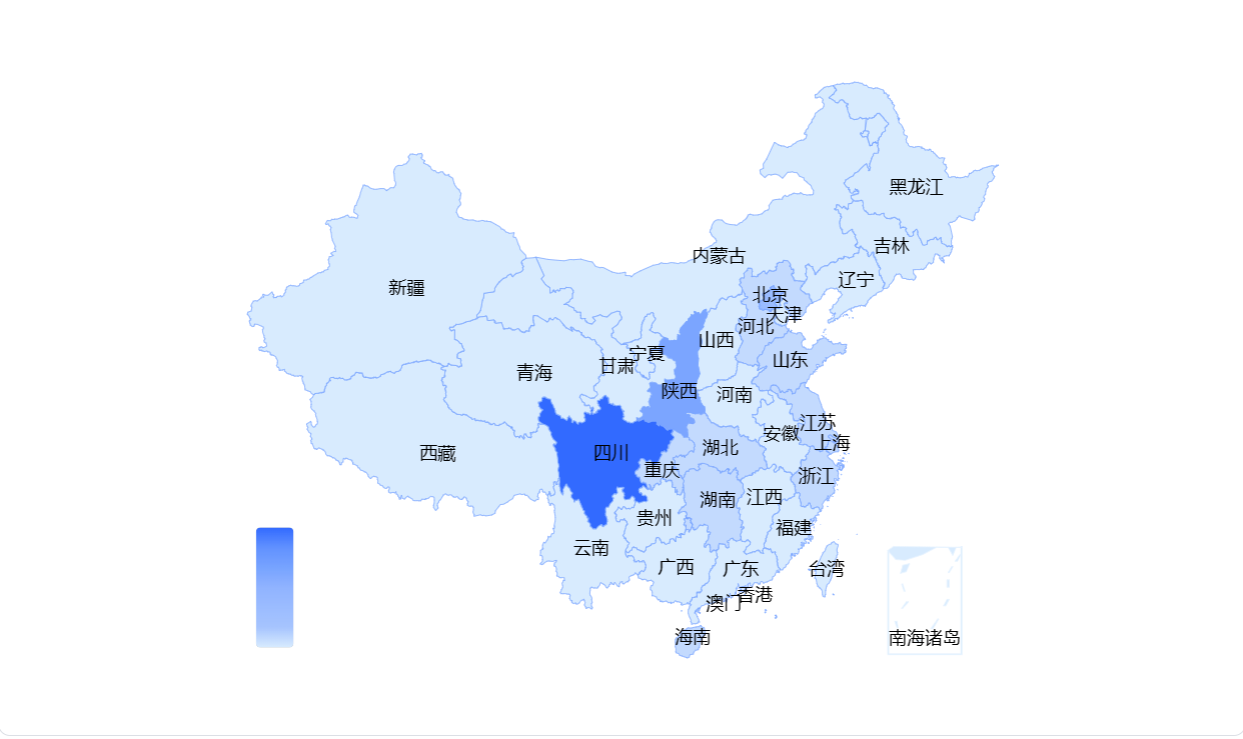 黑龙江
吉林
内蒙古
辽宁
新疆
北京
天津
河北
山西
宁夏
山东
甘肃
青海
陕西
河南
江苏
安徽
上海
湖北
四川
西藏
重庆
浙江
江西
湖南
贵州
福建
云南
广西
广东
台湾
香港
澳门
海南
南海诸岛